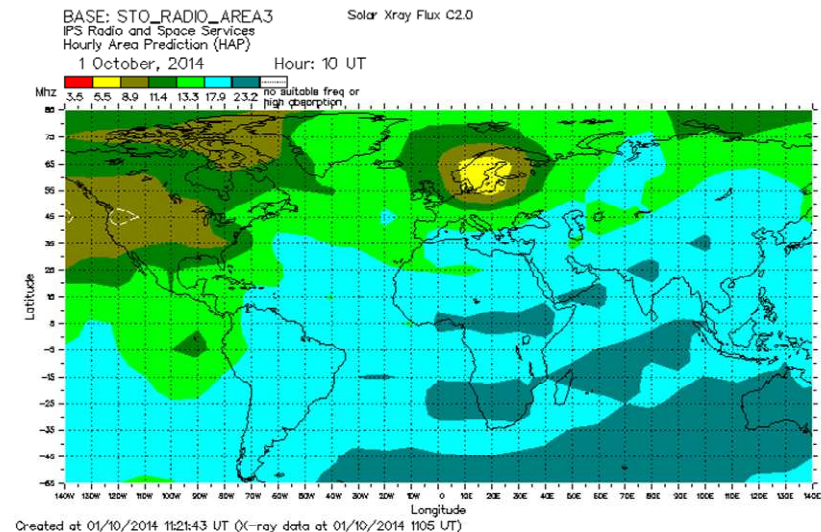 BASE: STO_RADIO_AREA3 Solar Xray Flux C2.0
IPS Radio and Space Services
Hourly Area Prediction (HAP)
1 October, 2014 Hour: 10 UT
Mhz 3.5 5.5 8.9 11.4 13.3 17.9 23.2 no suitable freq or
high absorption
80
75
65
55
45
35
25
15
5
-5
-15
-25
-35
-45
-55
-65
Latitude
140W 130W 120W 110W 100W 90W 80W 70W 60W 50W 40W 30W 20W 10W 0 10E 20E 30E 40E 50E 60E 70E 80E 90E 100E 110E 120E 130E 140E
Longitude
Created at 01/10/2014 11:21:43 UT (X-ray data at 01/10/2014 1105 UT)